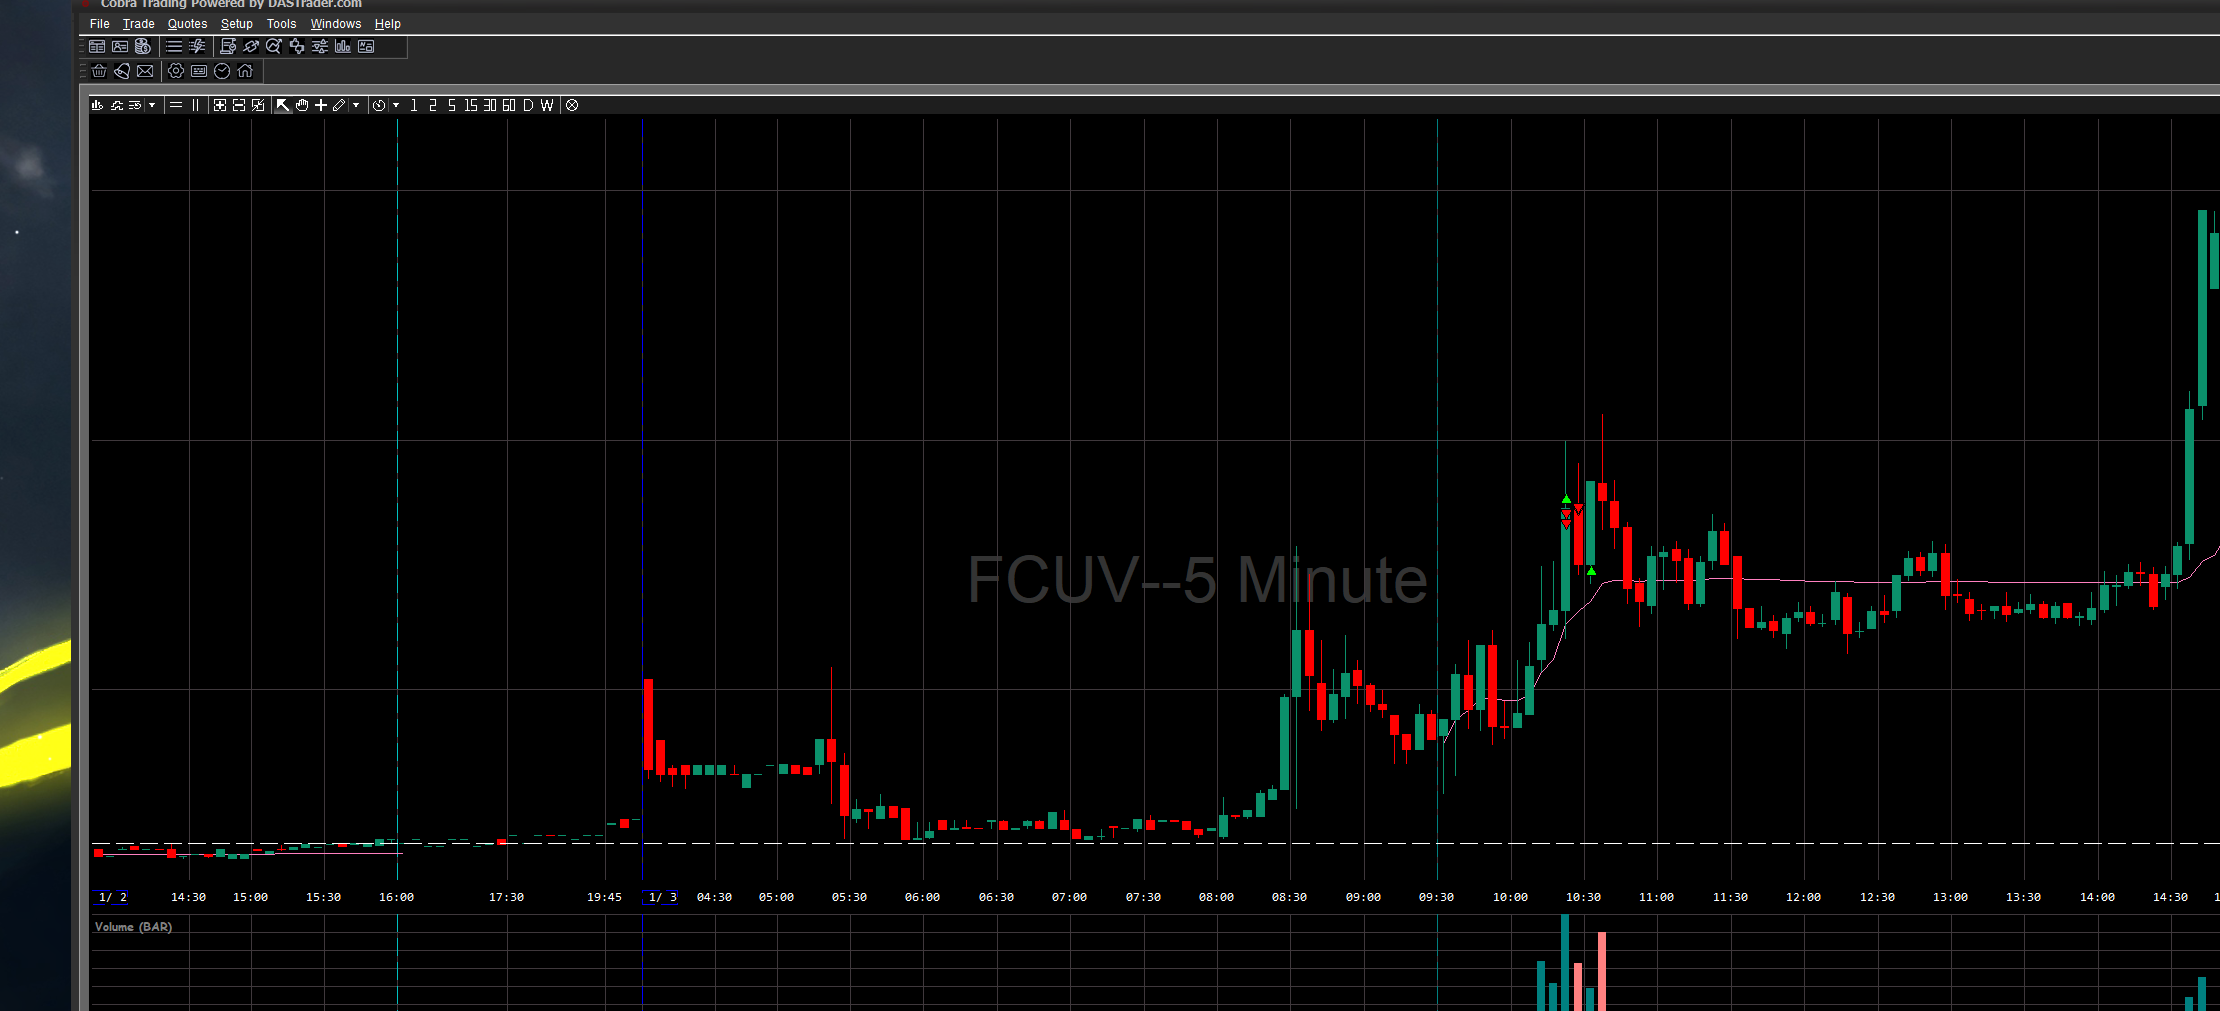 Cobra Trading Powered by DASTrader.com
File Trade Quotes Setup Tools Windows Help
1 2 5 15 30 60 D W
FCUV--5 Minute
1/ 2 14:30 15:00 15:30 16:00 17:30 19:45 1/ 3 04:30 05:00 05:30 06:00 06:30 07:00 07:30 08:00 08:30 09:00 09:30 10:00 10:30 11:00 11:30 12:00 12:30 13:00 13:30 14:00 14:30
Volume (BAR)